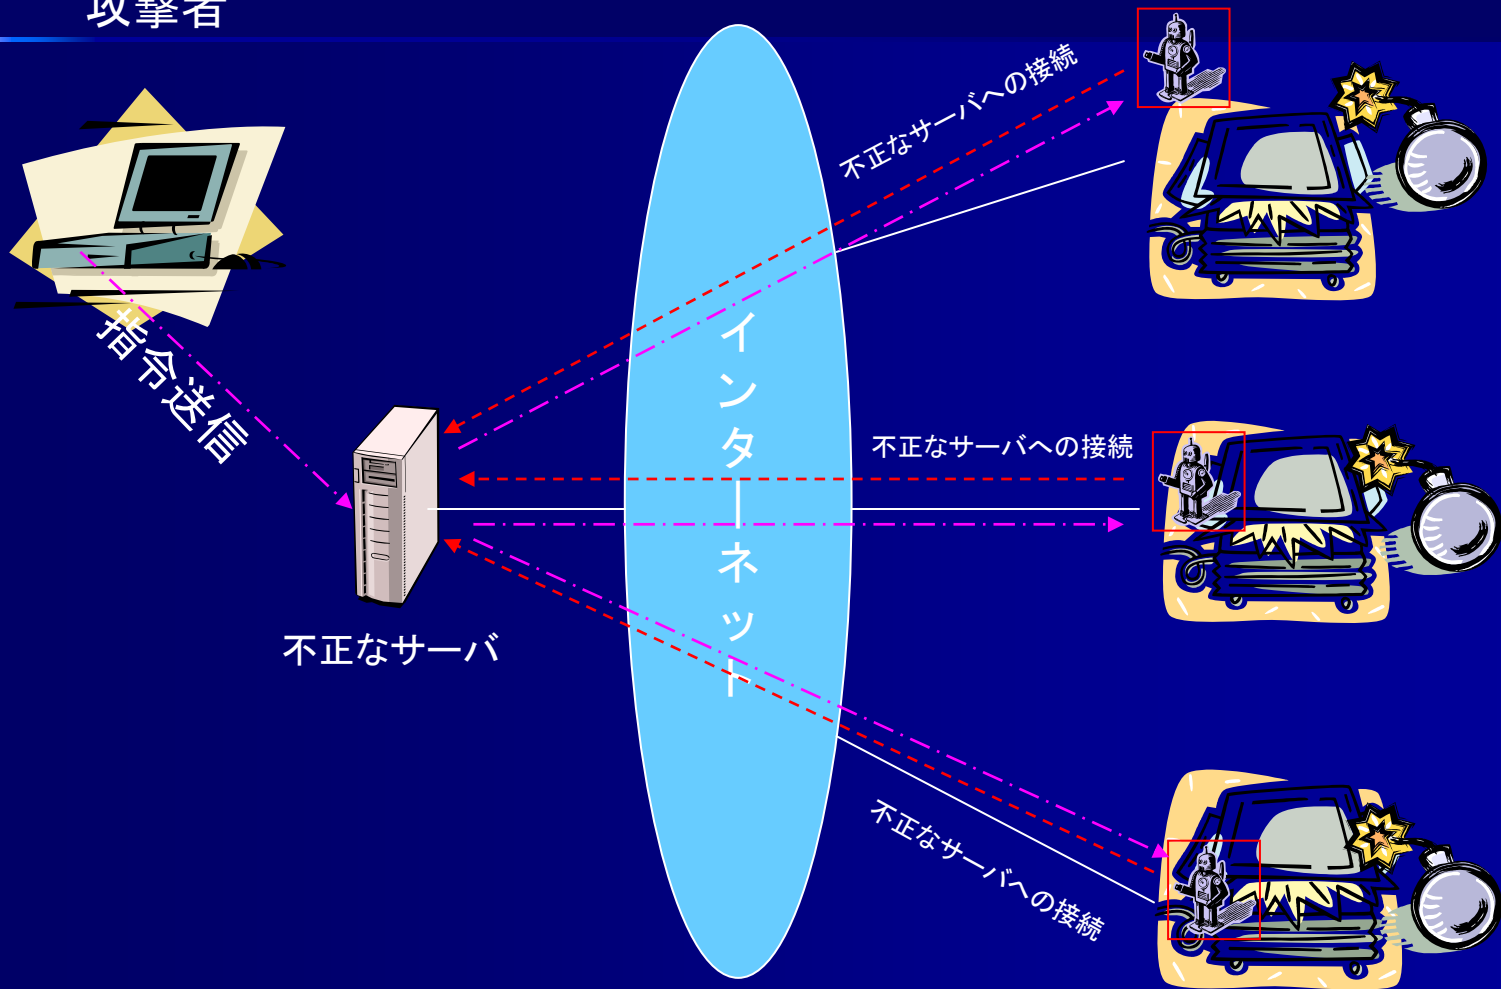 攻撃者
不正なサーバへの接続
指令送信
インターネット
不正なサーバへの接続
不正なサーバ
不正なサーバへの接続